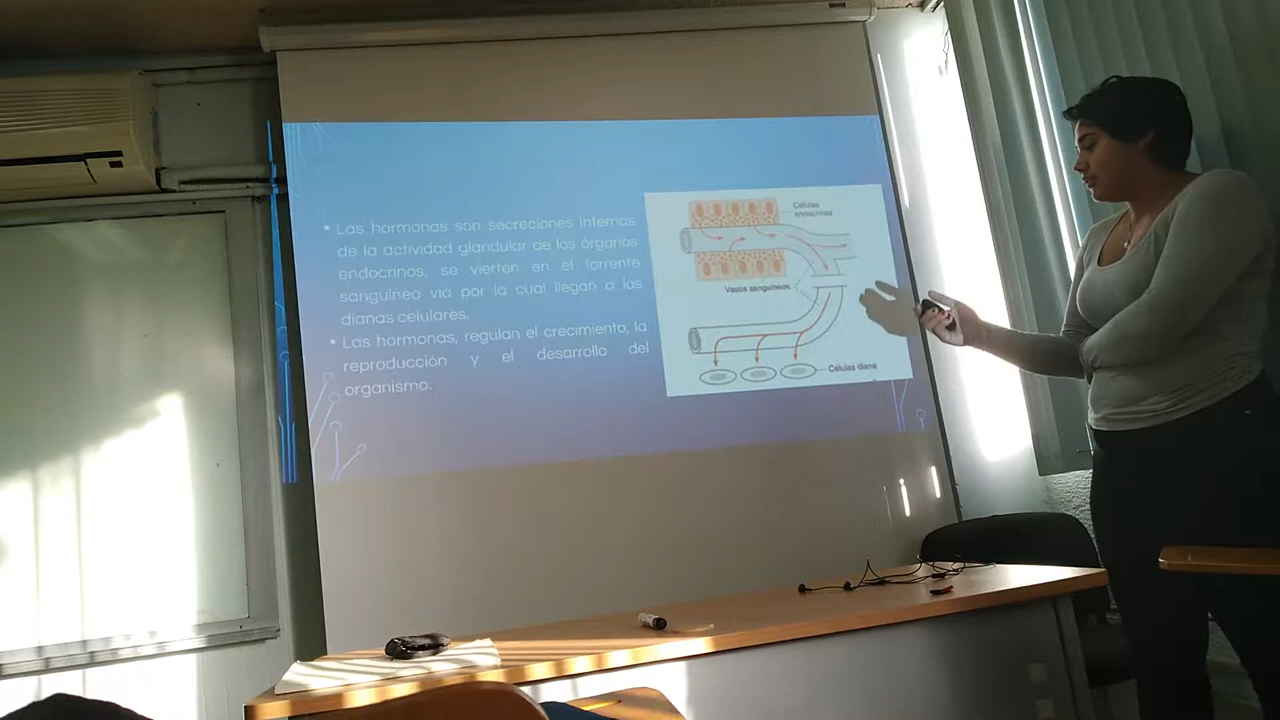 • Las hormonas son secreciones internas
de la actividad glandular de los órganos
endocrinos, se vierten en el torrente
sanguíneo vía por la cual llegan a las
dianas celulares.
• Las hormonas, regulan el crecimiento, la
reproducción y el desarrollo del
organismo.
Células
endocrinas
Vasos sanguíneos
Células diana